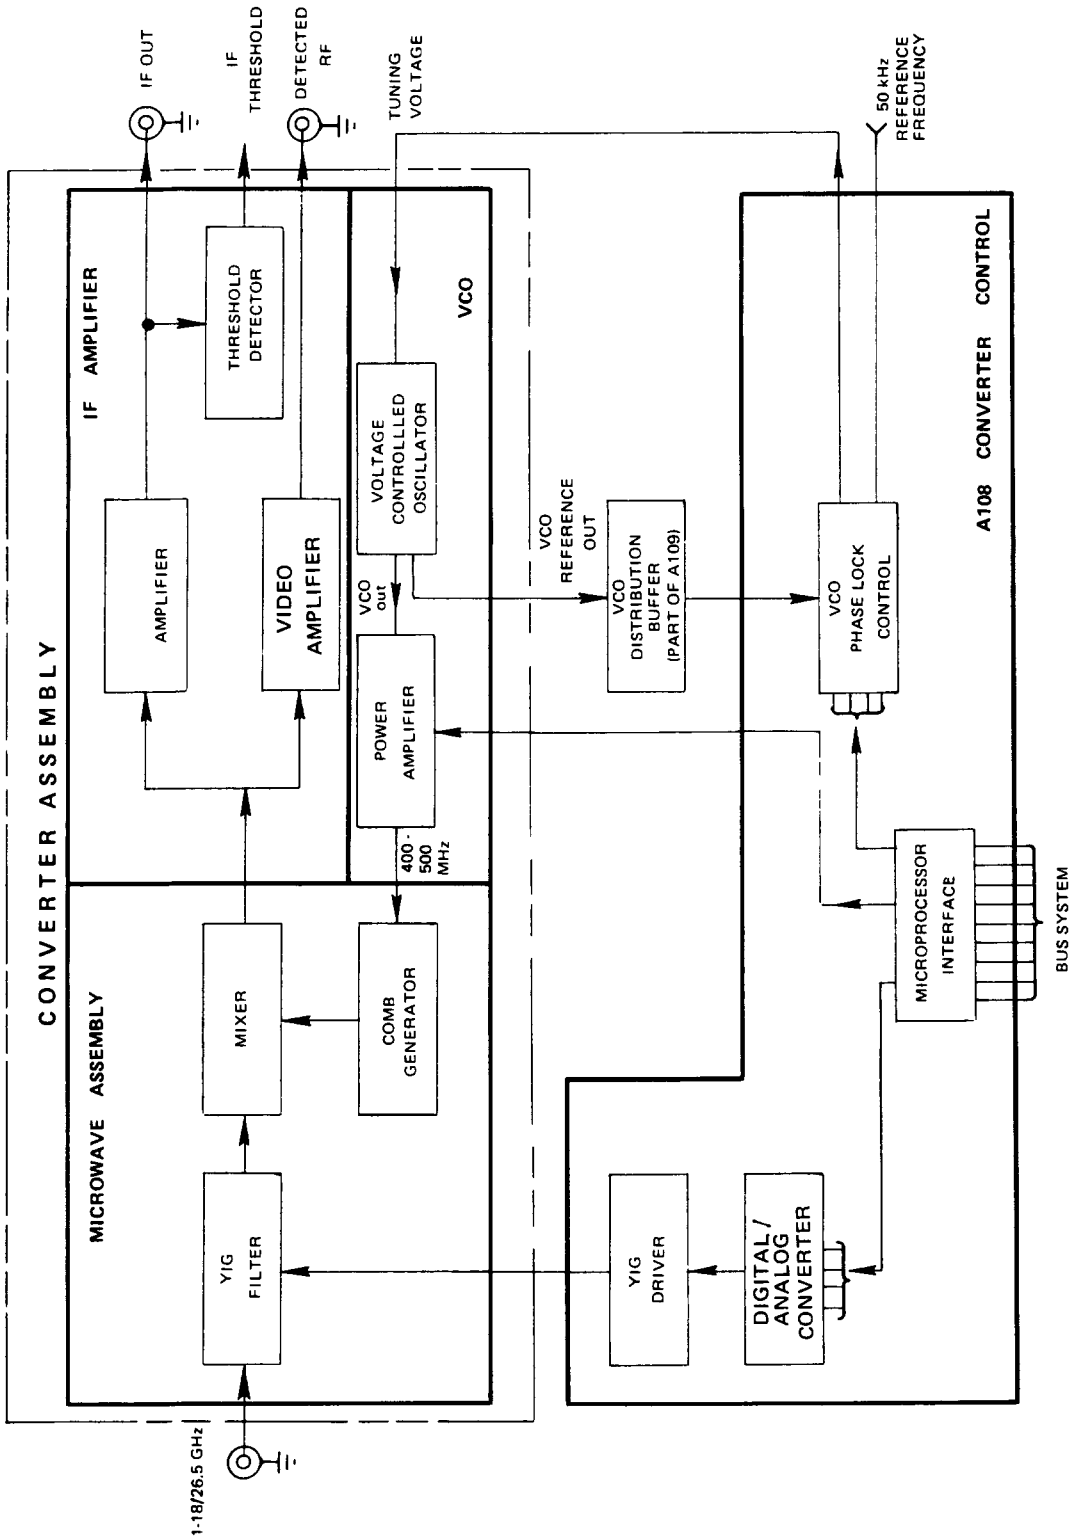 CONVERTER ASSEMBLY
MICROWAVE ASSEMBLY
IF AMPLIFIER
1-18/26.5 GHz
YIG
FILTER
MIXER
COMB
GENERATOR
AMPLIFIER
VIDEO
AMPLIFIER
THRESHOLD
DETECTOR
IF OUT
IF
THRESHOLD
DETECTED
RF
400 -
500
MHz
POWER
AMPLIFIER
VCO
out
VOLTAGE
CONTROLLLED
OSCILLATOR
VCO
TUNING
VOLTAGE
VCO
REFERENCE
OUT
VCO
DISTRIBUTION
BUFFER
(PART OF A109)
YIG
DRIVER
DIGITAL/
ANALOG
CONVERTER
MICROPROCESSOR
INTERFACE
VCO
PHASE LOCK
CONTROL
50 kHz
REFERENCE
FREQUENCY
A108 CONVERTER CONTROL
BUS SYSTEM